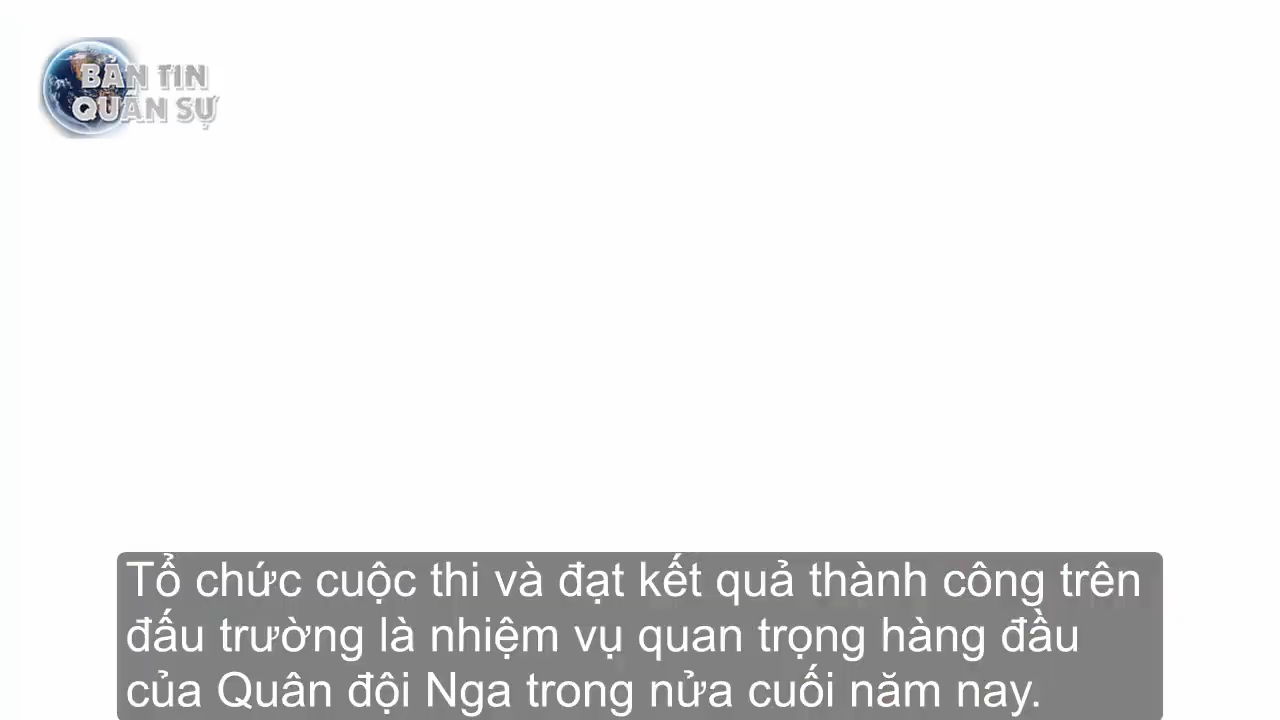 BẢN TIN
QUÂN SỰ
Tổ chức cuộc thi và đạt kết quả thành công trên
đấu trường là nhiệm vụ quan trọng hàng đầu
của Quân đội Nga trong nửa cuối năm nay.